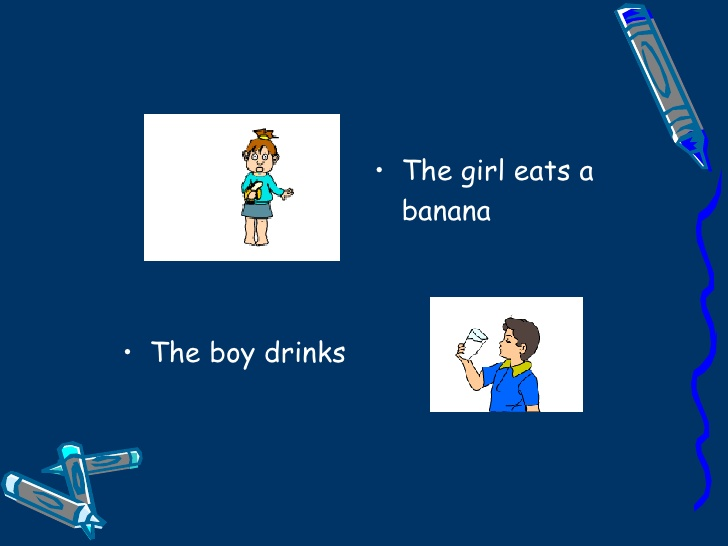 • The girl eats a
banana
• The boy drinks